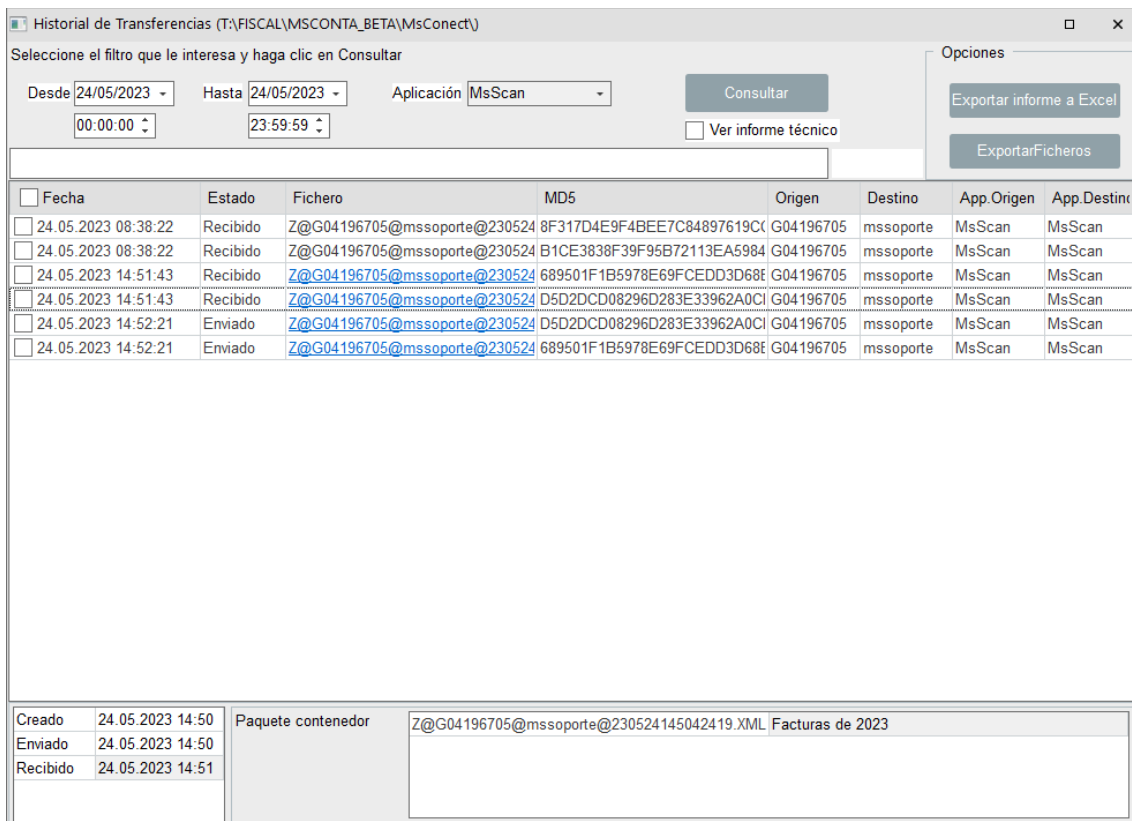 Historial de Transferencias (T:\FISCAL\MSCONTA_BETA\MsConect\)
Seleccione el filtro que le interesa y haga clic en Consultar
Opciones
Desde 24/05/2023 Hasta 24/05/2023 Aplicación MsScan Consultar
Exportar informe a Excel
00:00:00 23:59:59 Ver informe técnico
ExportarFicheros
Fecha Estado Fichero MD5 Origen Destino App.Origen App.Destino
24.05.2023 08:38:22 Recibido Z@G04196705@mssoporte@230524 8F317D4E9F4BEE7C84897619C G04196705 mssoporte MsScan MsScan
24.05.2023 08:38:22 Recibido Z@G04196705@mssoporte@230524 B1CE3838F39F95B72113EA5984 G04196705 mssoporte MsScan MsScan
24.05.2023 14:51:43 Recibido Z@G04196705@mssoporte@230524 689501F1B5978E69FCEDD3D68 G04196705 mssoporte MsScan MsScan
24.05.2023 14:51:43 Recibido Z@G04196705@mssoporte@230524 D5D2DCD08296D283E33962A0C G04196705 mssoporte MsScan MsScan
24.05.2023 14:52:21 Enviado Z@G04196705@mssoporte@230524 D5D2DCD08296D283E33962A0C G04196705 mssoporte MsScan MsScan
24.05.2023 14:52:21 Enviado Z@G04196705@mssoporte@230524 689501F1B5978E69FCEDD3D68 G04196705 mssoporte MsScan MsScan
Creado 24.05.2023 14:50 Paquete contenedor Z@G04196705@mssoporte@230524145042419.XML Facturas de 2023
Enviado 24.05.2023 14:50
Recibido 24.05.2023 14:51